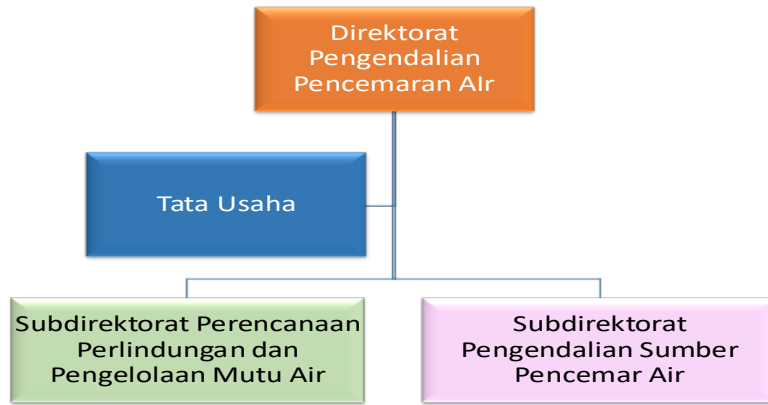 Direktorat
Pengendalian
Pencemaran AIr
Tata Usaha
Subdirektorat Perencanaan
Perlindungan dan
Pengelolaan Mutu Air
Subdirektorat
Pengendalian Sumber
Pencemar Air